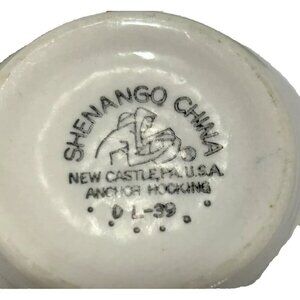 SHENANGO CHINA
NEW CASTLE, PA. U.S.A.
ANCHOR HOCKING
D L-39